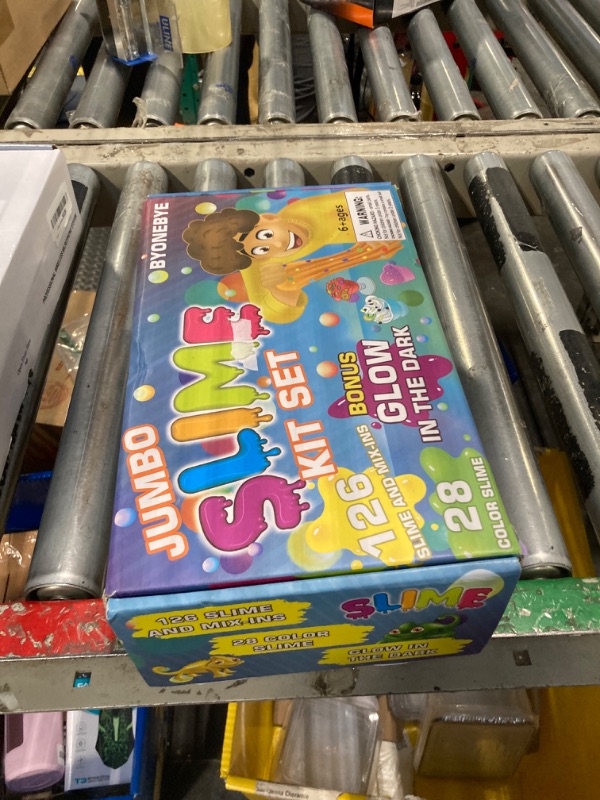 BYONEBYE
JUMBO
SLIME
KIT SET
6+ages
WARNING:
126
SLIME AND MIX-INS
BONUS
GLOW
IN THE DARK
28
COLOR SLIME
126 SLIME
AND MIX-INS
28 COLOR
SLIME
GLOW IN
THE DARK
SLIME